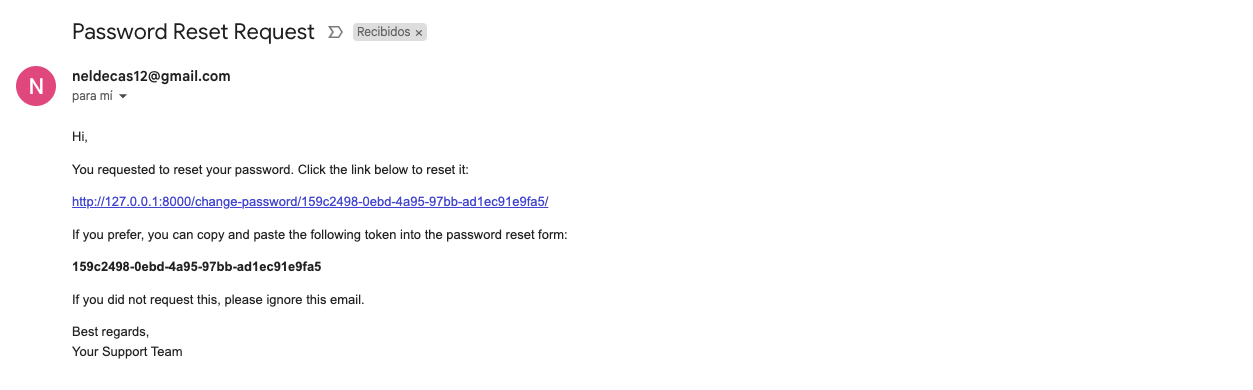 Password Reset Request Recibidos ×
N
neldecas12@gmail.com
para mí
Hi,
You requested to reset your password. Click the link below to reset it:
http://127.0.0.1:8000/change-password/159c2498-0ebd-4a95-97bb-ad1ec91e9fa5/
If you prefer, you can copy and paste the following token into the password reset form:
159c2498-0ebd-4a95-97bb-ad1ec91e9fa5
If you did not request this, please ignore this email.
Best regards,
Your Support Team